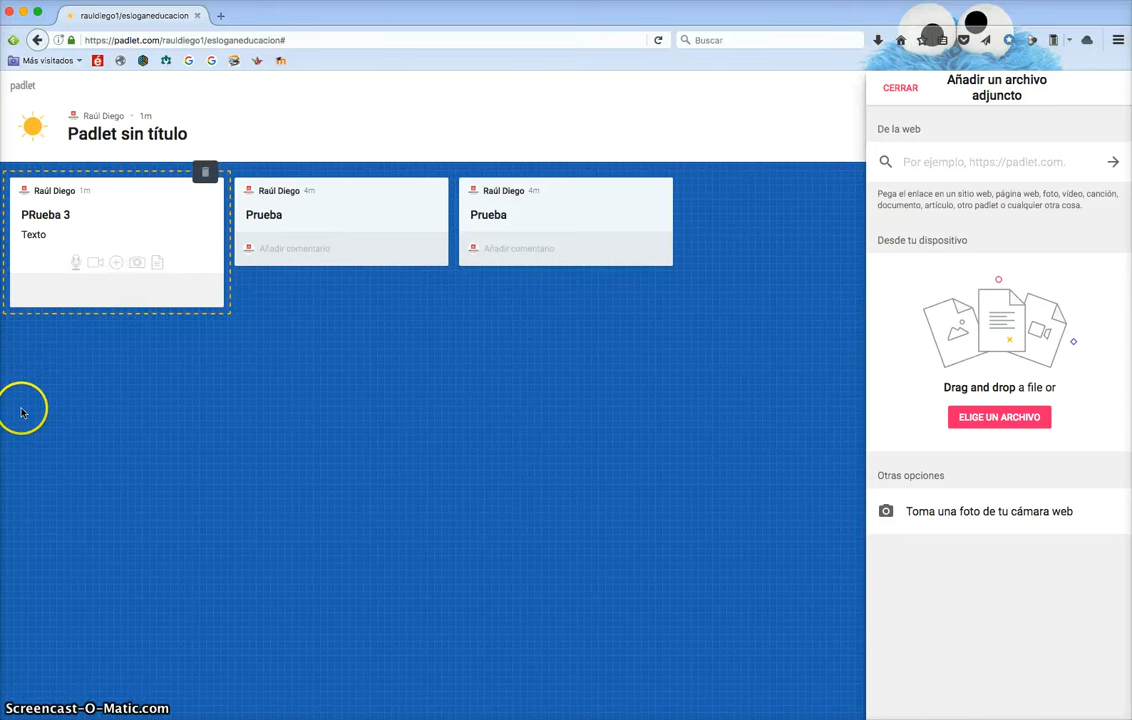 rauldiego1/esloganeducacion
https://padlet.com/rauldiego1/esloganeducacion#
Buscar
Más visitados
padlet
Raúl Diego · 1m
Padlet sin título
Raúl Diego 1m
PRueba 3
Texto
Raúl Diego 4m
Prueba
Añadir comentario
Raúl Diego 4m
Prueba
Añadir comentario
CERRAR
Añadir un archivo
adjuncto
De la web
Por ejemplo, https://padlet.com.
Pega el enlace en un sitio web, página web, foto, vídeo, canción,
documento, artículo, otro padlet o cualquier otra cosa.
Desde tu dispositivo
Drag and drop a file or
ELIGE UN ARCHIVO
Otras opciones
Toma una foto de tu cámara web
Screencast-O-Matic.com